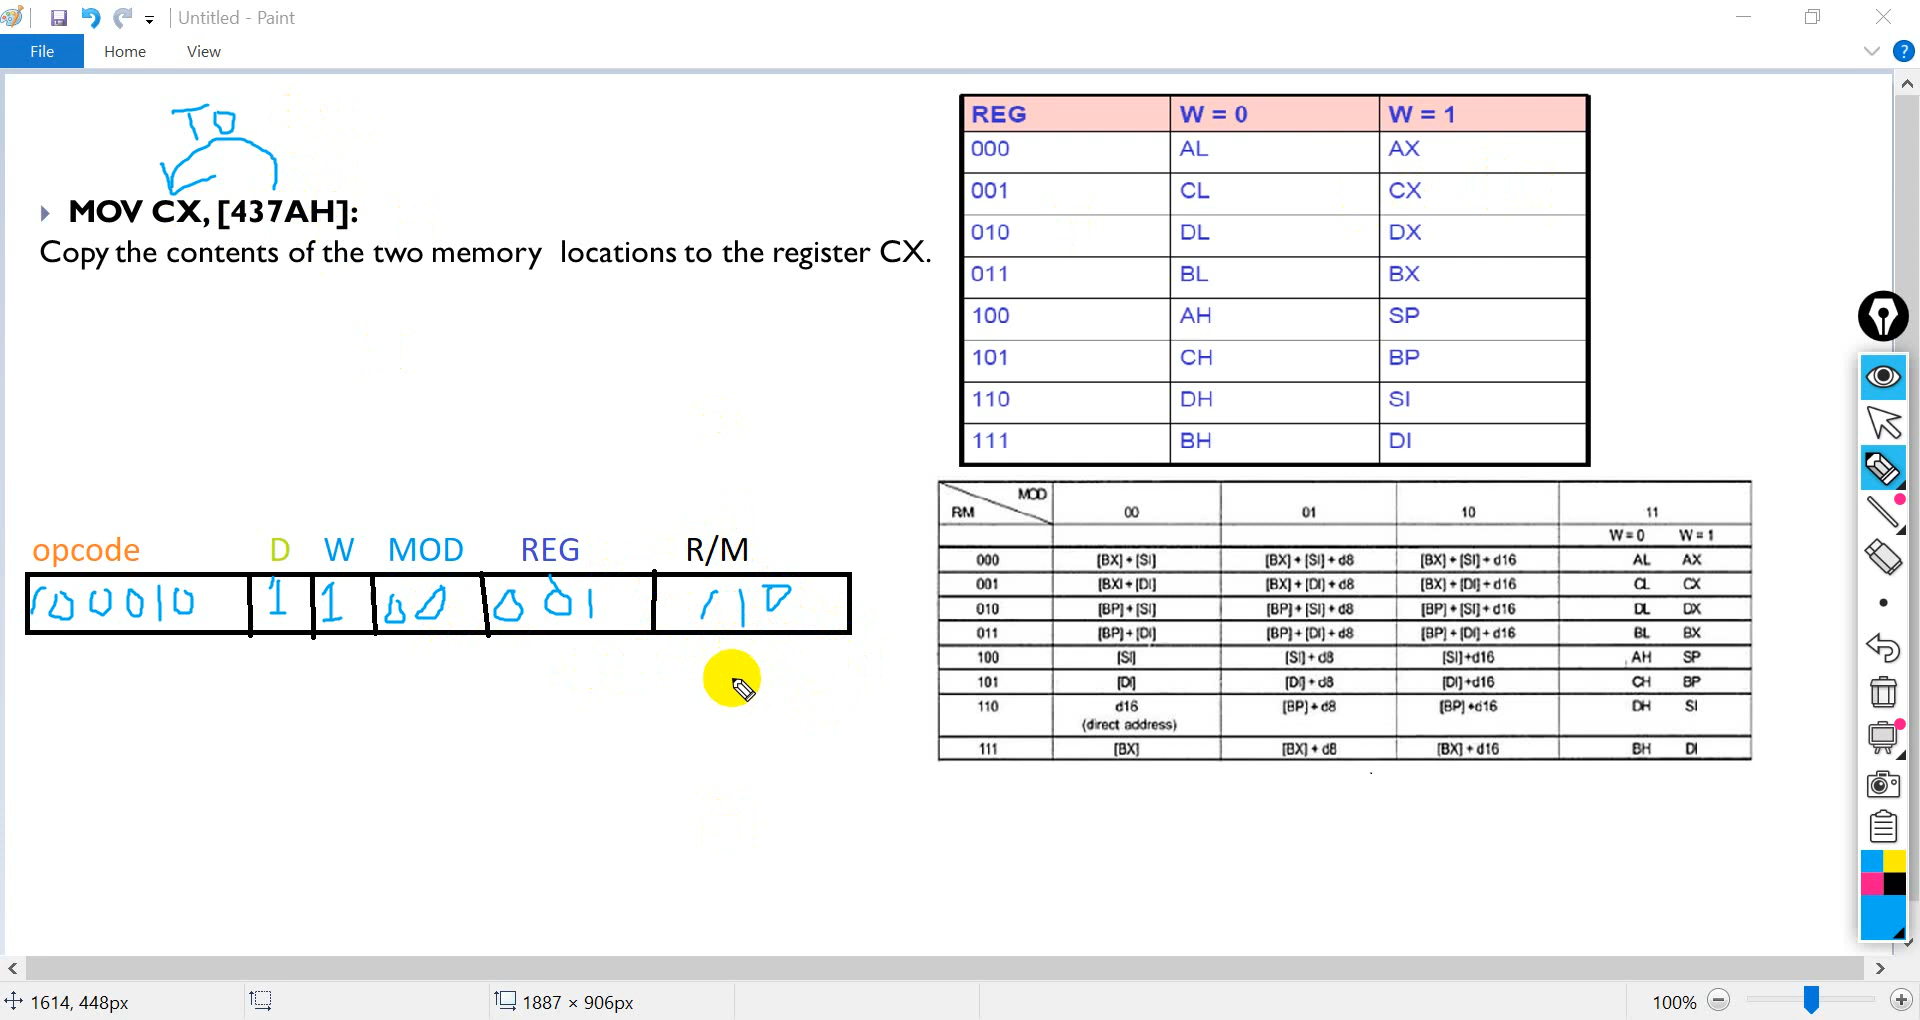 Untitled - Paint
File Home View
TO
MOV CX, [437AH]:
Copy the contents of the two memory locations to the register CX.
REG W = 0 W = 1
000 AL AX
001 CL CX
010 DL DX
011 BL BX
100 AH SP
101 CH BP
110 DH SI
111 BH DI
MOD
RM 00 01 10 11
W=0 W=1
000 [BX] + [SI] [BX] + [SI] + d8 [BX] + [SI] + d16 AL AX
001 [BX] + [DI] [BX] + [DI] + d8 [BX] + [DI] + d16 CL CX
010 [BP] + [SI] [BP] + [SI] + d8 [BP] + [SI] + d16 DL DX
011 [BP] + [DI] [BP] + [DI] + d8 [BP] + [DI] + d16 BL BX
100 [SI] [SI] + d8 [SI]+d16 AH SP
101 [DI] [DI] + d8 [DI]+d16 CH BP
110 d16 [BP] + d8 [BP] +d16 DH SI
(direct address)
111 [BX] [BX] + d8 [BX] + d16 BH DI
opcode D W MOD REG R/M
100010 1 1 00 001 110
1614, 448px 1887 × 906px 100%